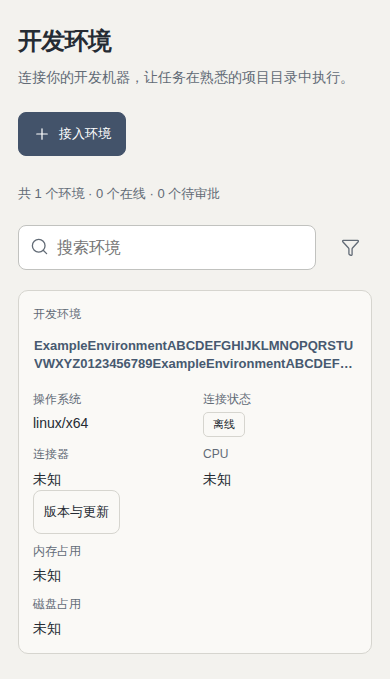 开发环境
连接你的开发机器，让任务在熟悉的项目目录中执行。
接入环境
共 1 个环境 · 0 个在线 · 0 个待审批
搜索环境
开发环境
ExampleEnvironmentABCDEFGHIJKLMNOPQRSTU
VWXYZ0123456789ExampleEnvironmentABCDEF…
操作系统
linux/x64
连接状态
离线
连接器
未知
版本与更新
CPU
未知
内存占用
未知
磁盘占用
未知